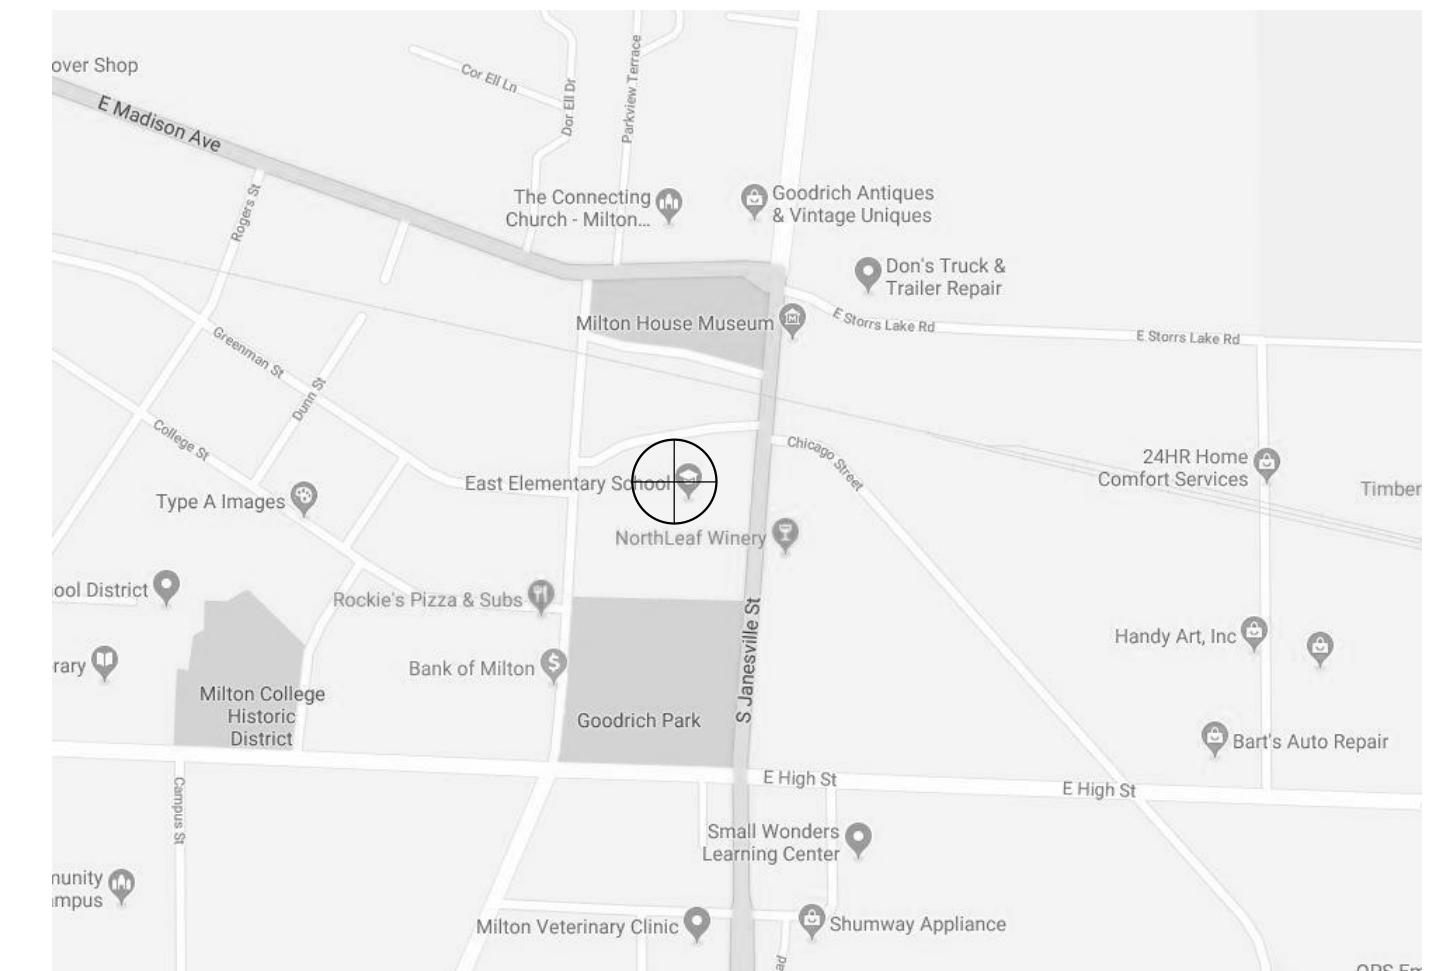 over Shop
E Madison Ave
Cor Ell Ln
Dor Ell Dr
Parkview Terrace
Rogers St
The Connecting
Church - Milton...
Goodrich Antiques
& Vintage Uniques
Don's Truck &
Trailer Repair
Milton House Museum
E Storrs Lake Rd
E Storrs Lake Rd
Greenman St
Dunn St
College St
Chicago Street
24HR Home
Comfort Services
Timber
East Elementary School
Type A Images
NorthLeaf Winery
ool District
Rockie's Pizza & Subs
S Janesville St
Handy Art, Inc
rary
Bank of Milton
Milton College
Historic
District
Goodrich Park
Bart's Auto Repair
E High St
E High St
Campus St
Small Wonders
Learning Center
munity
mpus
Milton Veterinary Clinic
Shumway Appliance
ad